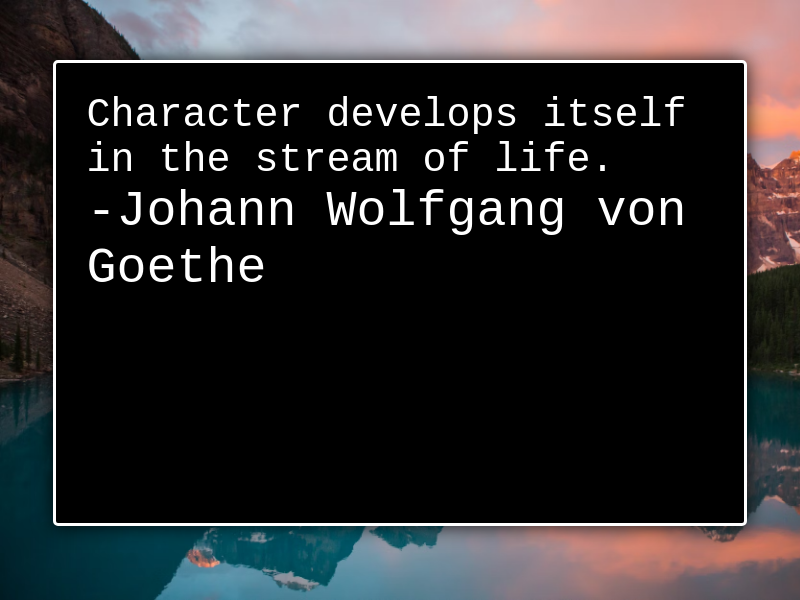 Character develops itself
in the stream of life.
-Johann Wolfgang von
Goethe